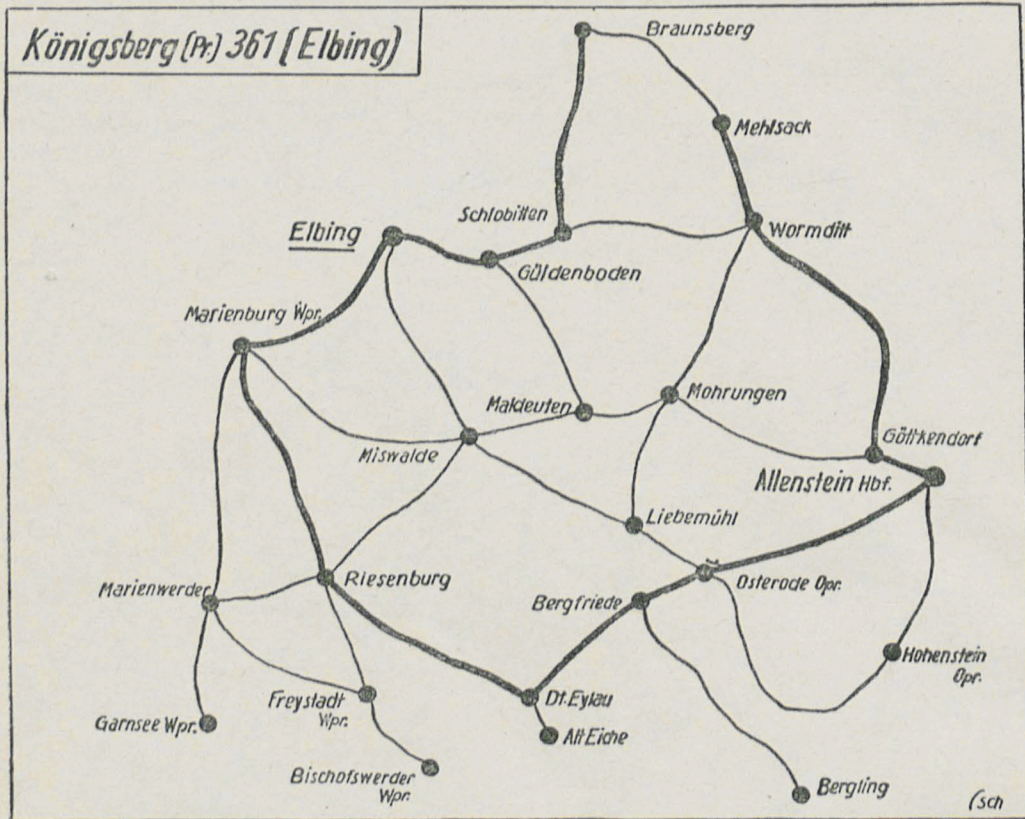 Königsberg (Pr.) 361 (Elbing)
Braunsberg
Mehlsack
Schlobitten
Wormditt
Elbing
Güldenboden
Marienburg Wpr.
Maldeuten
Mohrungen
Miswalde
Göttkendorf
Allenstein Hbf.
Liebemühl
Marienwerder
Riesenburg
Osterode Opr.
Bergfriede
Hohenstein
Opr.
Freystadt
Wpr.
Dt. Eylau
Garnsee Wpr.
Alt Eiche
Bischofswerder
Wpr.
Bergling
(sch